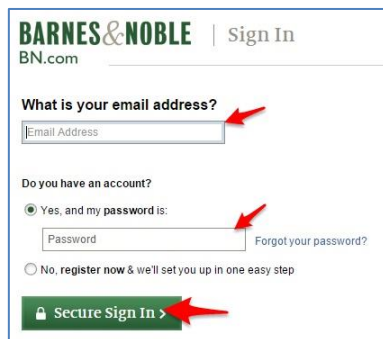 BARNES&NOBLE | Sign In
BN.com
What is your email address?
Email Address
Do you have an account?
Yes, and my password is:
Password Forgot your password?
No, register now & we'll set you up in one easy step
Secure Sign In >